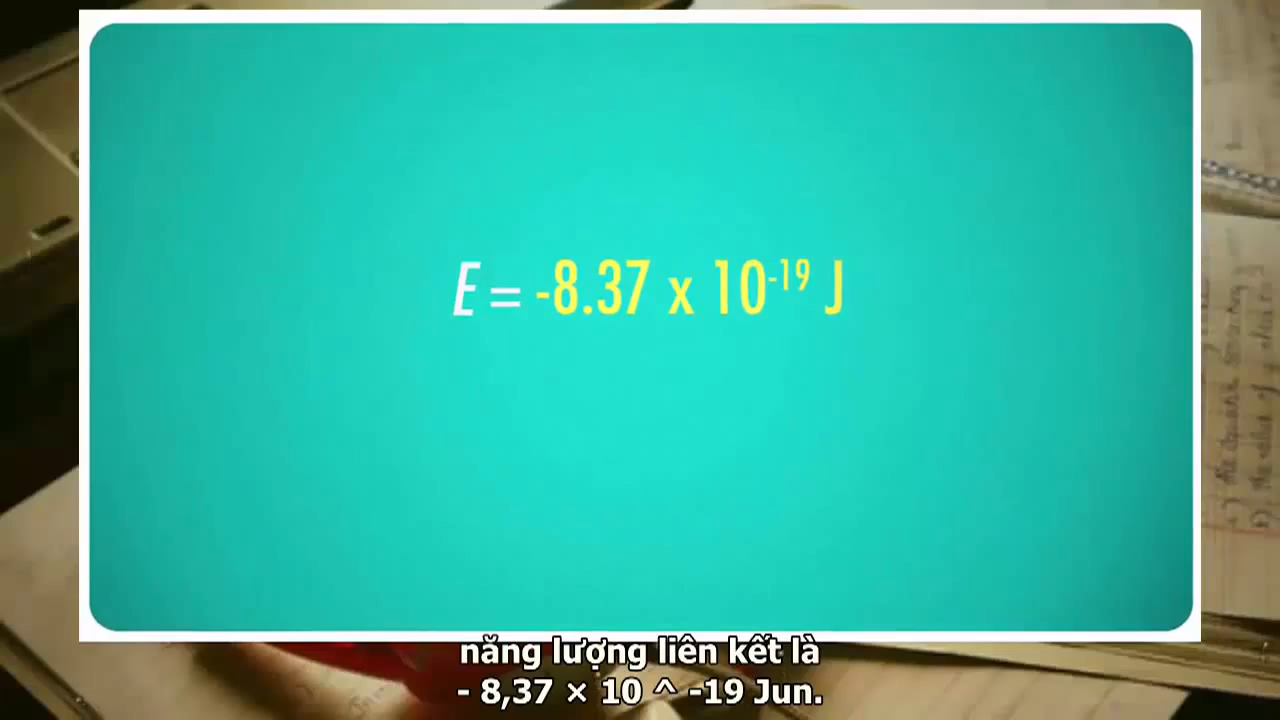 E = -8.37 x 10⁻¹⁹ J
năng lượng liên kết là
- 8,37 × 10 ^ -19 Jun.